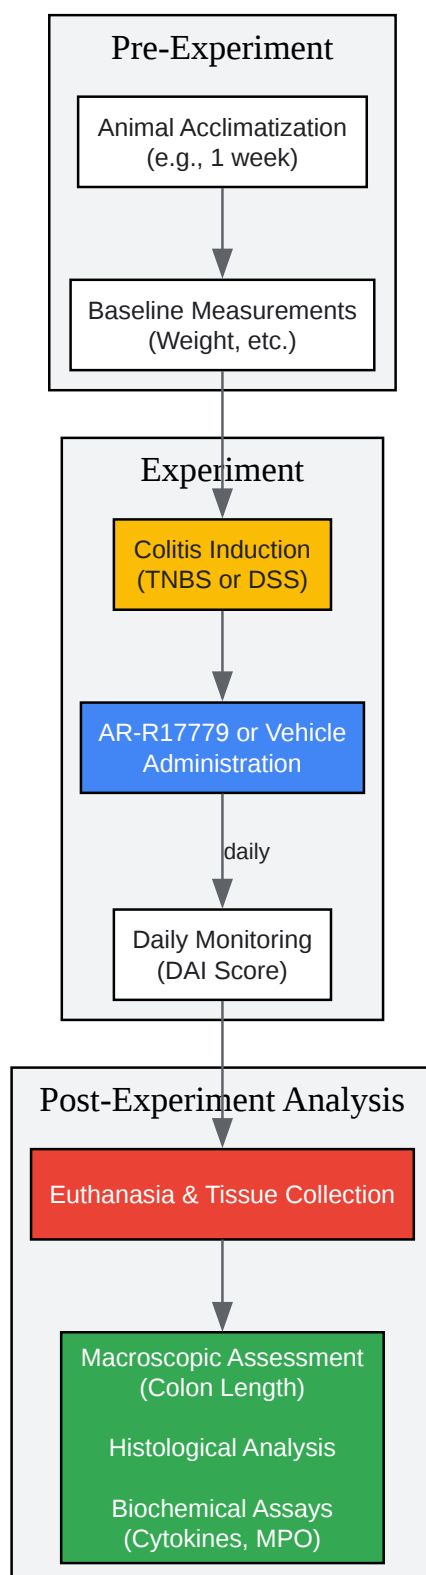 Pre-Experiment
Animal Acclimatization
(e.g., 1 week)
Baseline Measurements
(Weight, etc.)
Experiment
Colitis Induction
(TNBS or DSS)
AR-R17779 or Vehicle
Administration
daily
Daily Monitoring
(DAI Score)
Post-Experiment Analysis
Euthanasia & Tissue Collection
Macroscopic Assessment
(Colon Length)
Histological Analysis
Biochemical Assays
(Cytokines, MPO)